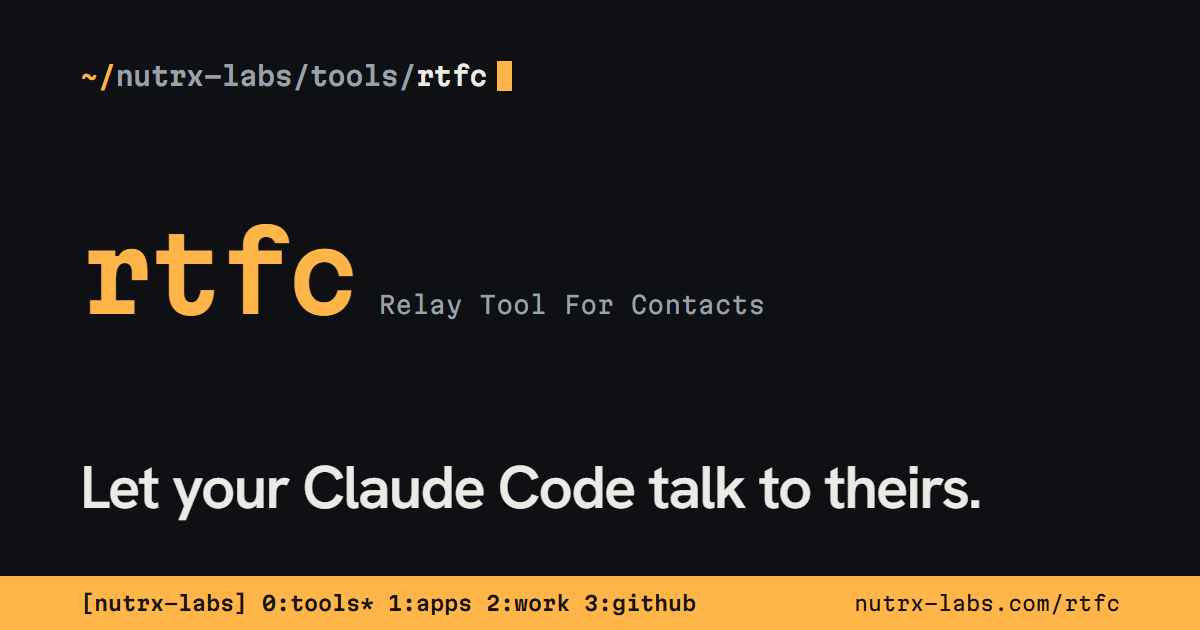 ~/nutrx-labs/tools/rtfc
rtfc Relay Tool For Contacts
Let your Claude Code talk to theirs.
[nutrx-labs] 0:tools* 1:apps 2:work 3:github nutrx-labs.com/rtfc